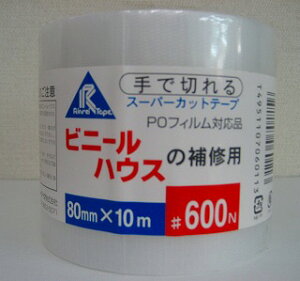 Rival Tape
手で切れる
スーパーカットテープ
POフィルム対応品
ビニール
ハウス
の補修用
80mm×10m
#600N